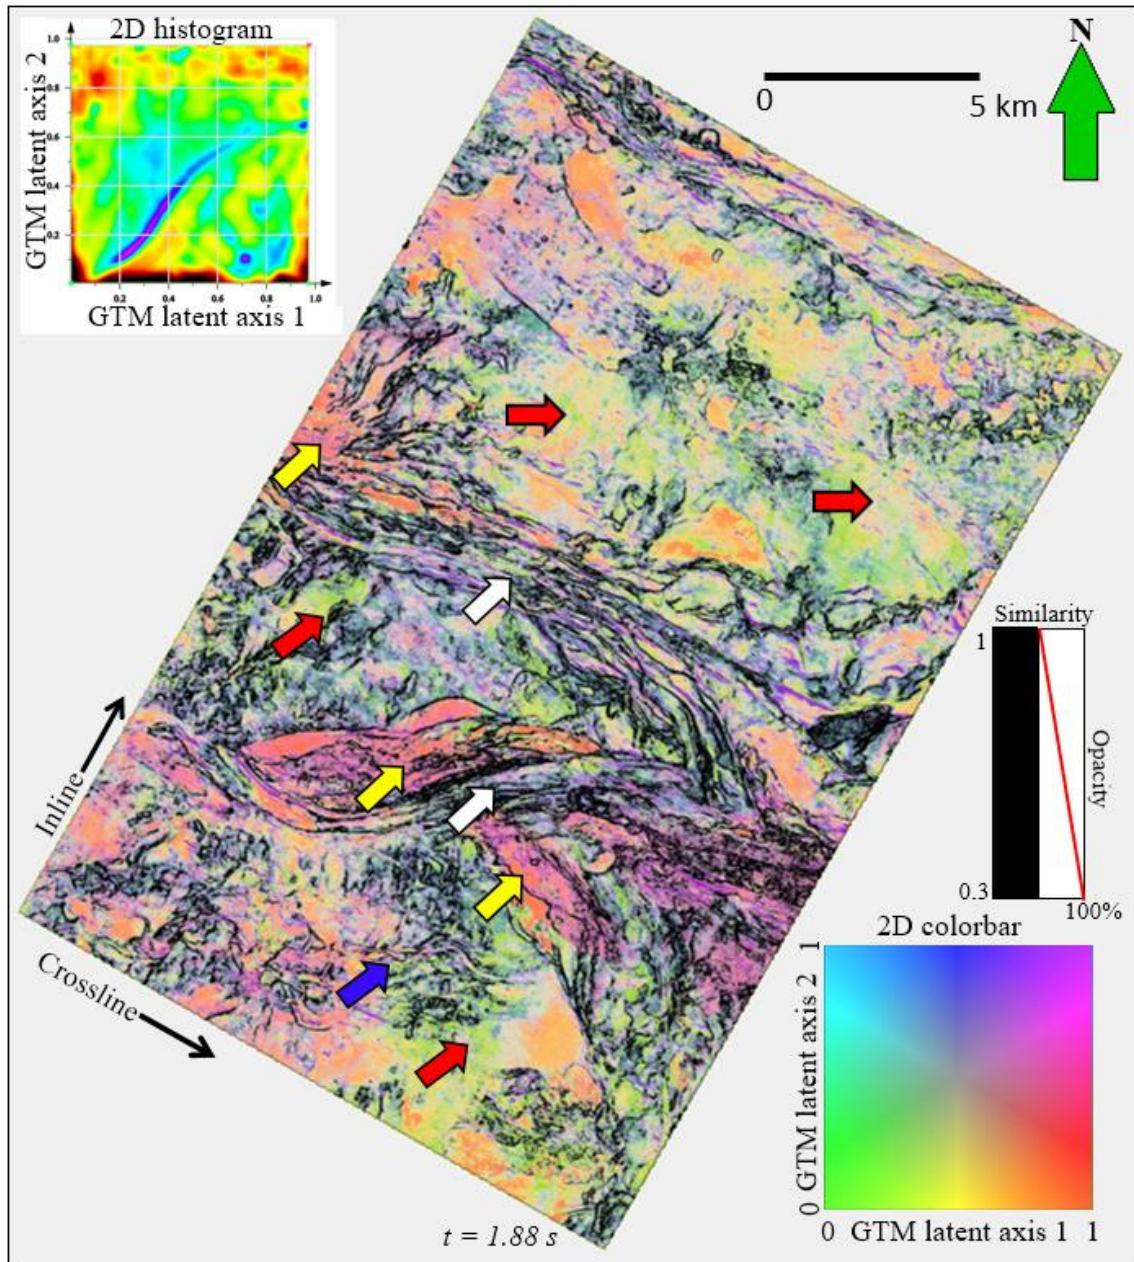 2D histogram
GTM latent axis 2
1.0
0.8
0.6
0.4
0.2
0.2 0.4 0.6 0.8 1.0
GTM latent axis 1
N
0 5 km
Inline
Crossline
t = 1.88 s
Similarity
1
0.3
Opacity
100%
2D colorbar
1
GTM latent axis 2
0
0 GTM latent axis 1 1